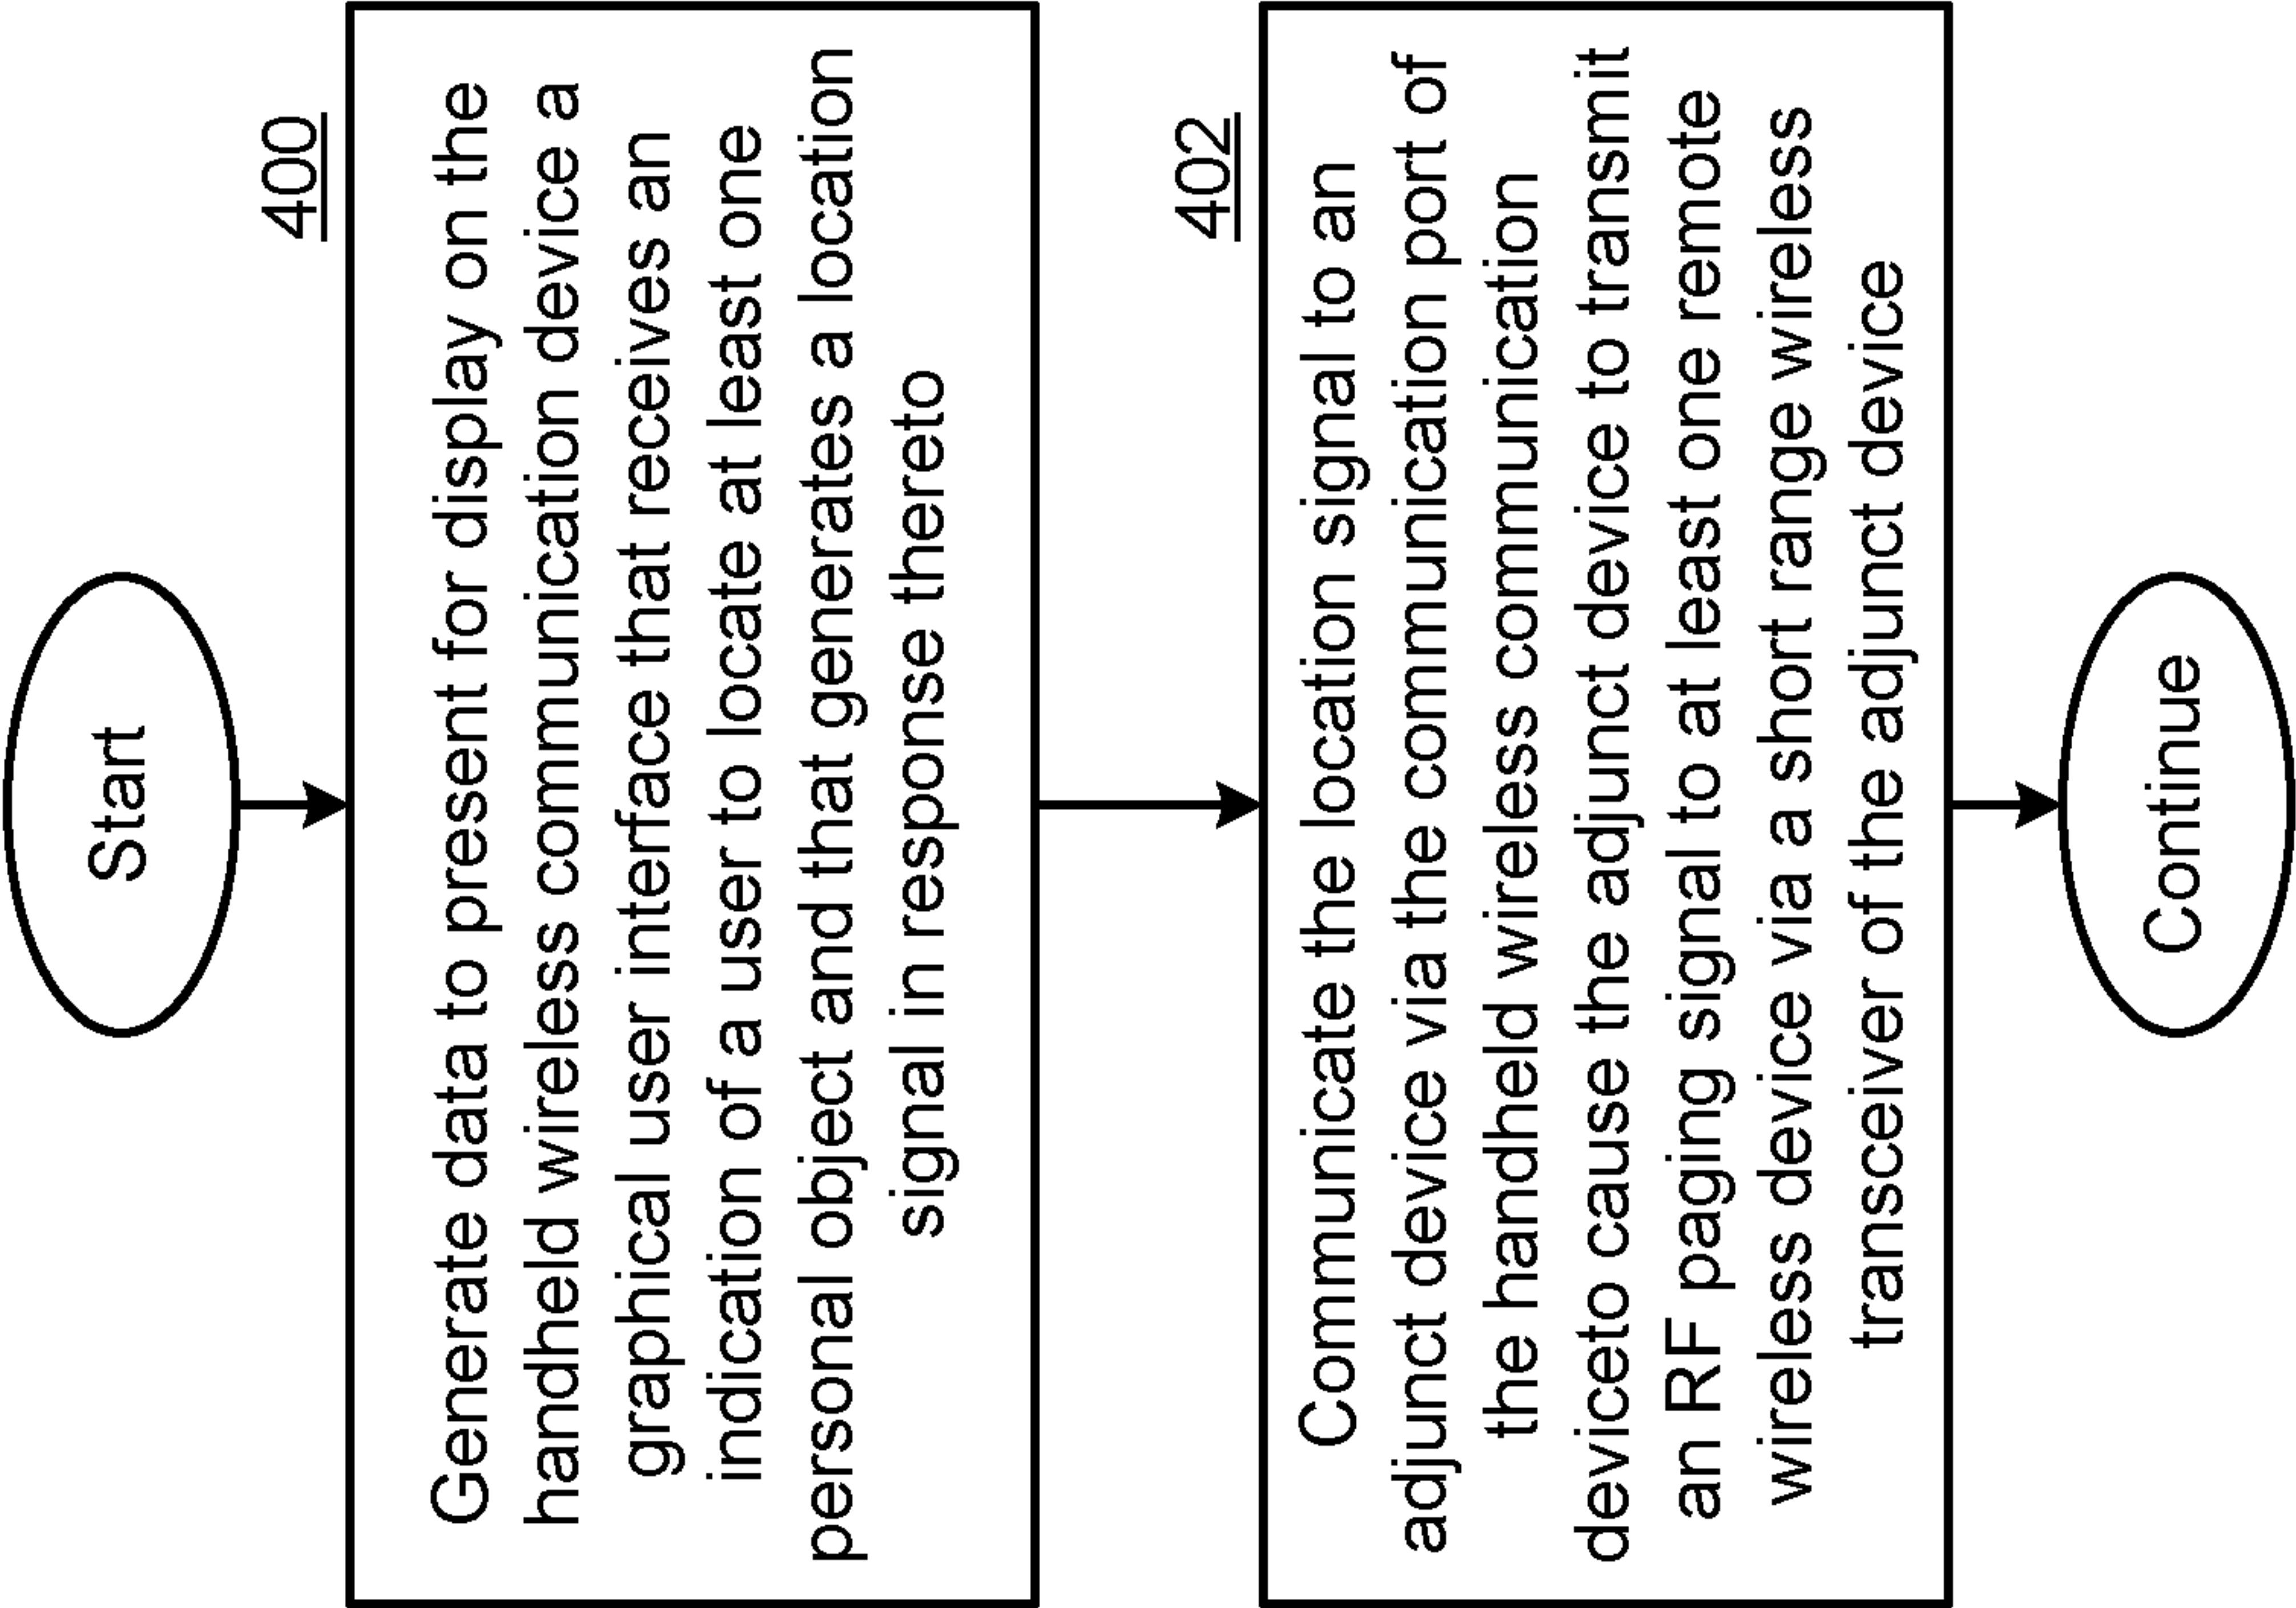 Start
400
Generate data to present for display on the
handheld wireless communication device a
graphical user interface that receives an
indication of a user to locate at least one
personal object and that generates a location
signal in response thereto
402
Communicate the location signal to an
adjunct device via the communication port of
the handheld wireless communication
deviceto cause the adjunct device to transmit
an RF paging signal to at least one remote
wireless device via a short range wireless
transceiver of the adjunct device
Continue